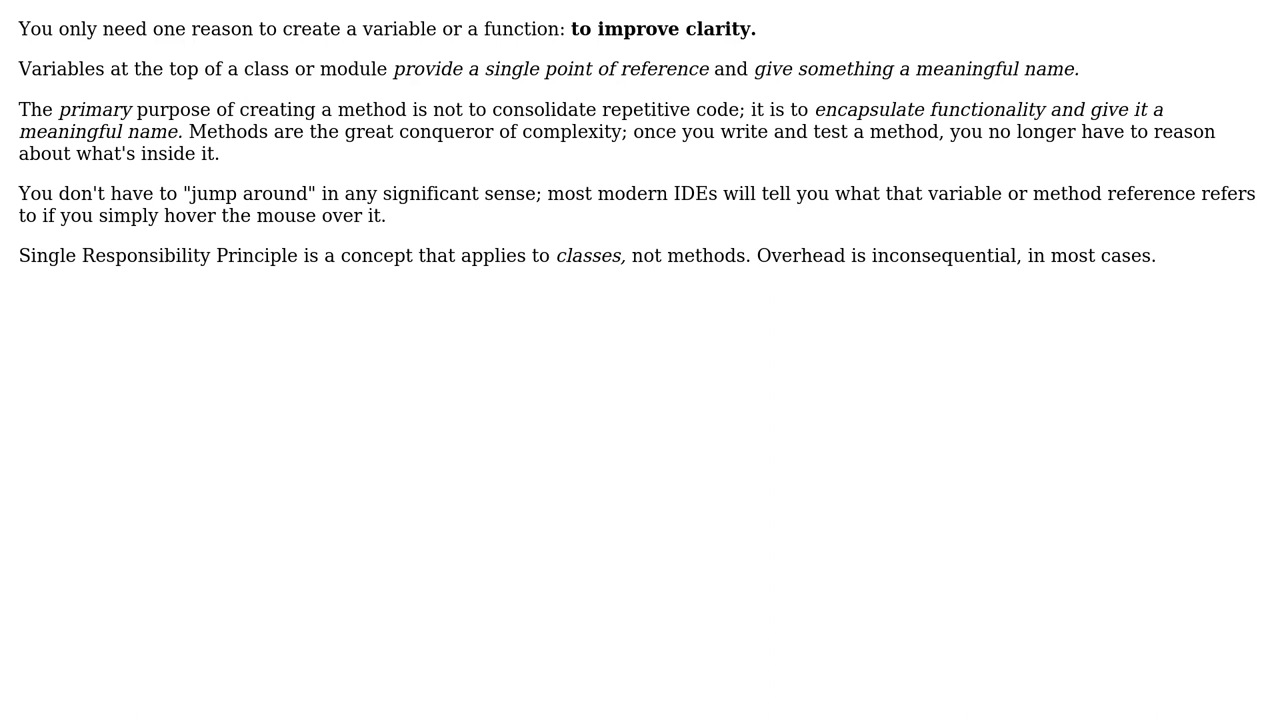 You only need one reason to create a variable or a function: to improve clarity.
Variables at the top of a class or module provide a single point of reference and give something a meaningful name.
The primary purpose of creating a method is not to consolidate repetitive code; it is to encapsulate functionality and give it a
meaningful name. Methods are the great conqueror of complexity; once you write and test a method, you no longer have to reason
about what's inside it.
You don't have to "jump around" in any significant sense; most modern IDEs will tell you what that variable or method reference refers
to if you simply hover the mouse over it.
Single Responsibility Principle is a concept that applies to classes, not methods. Overhead is inconsequential, in most cases.